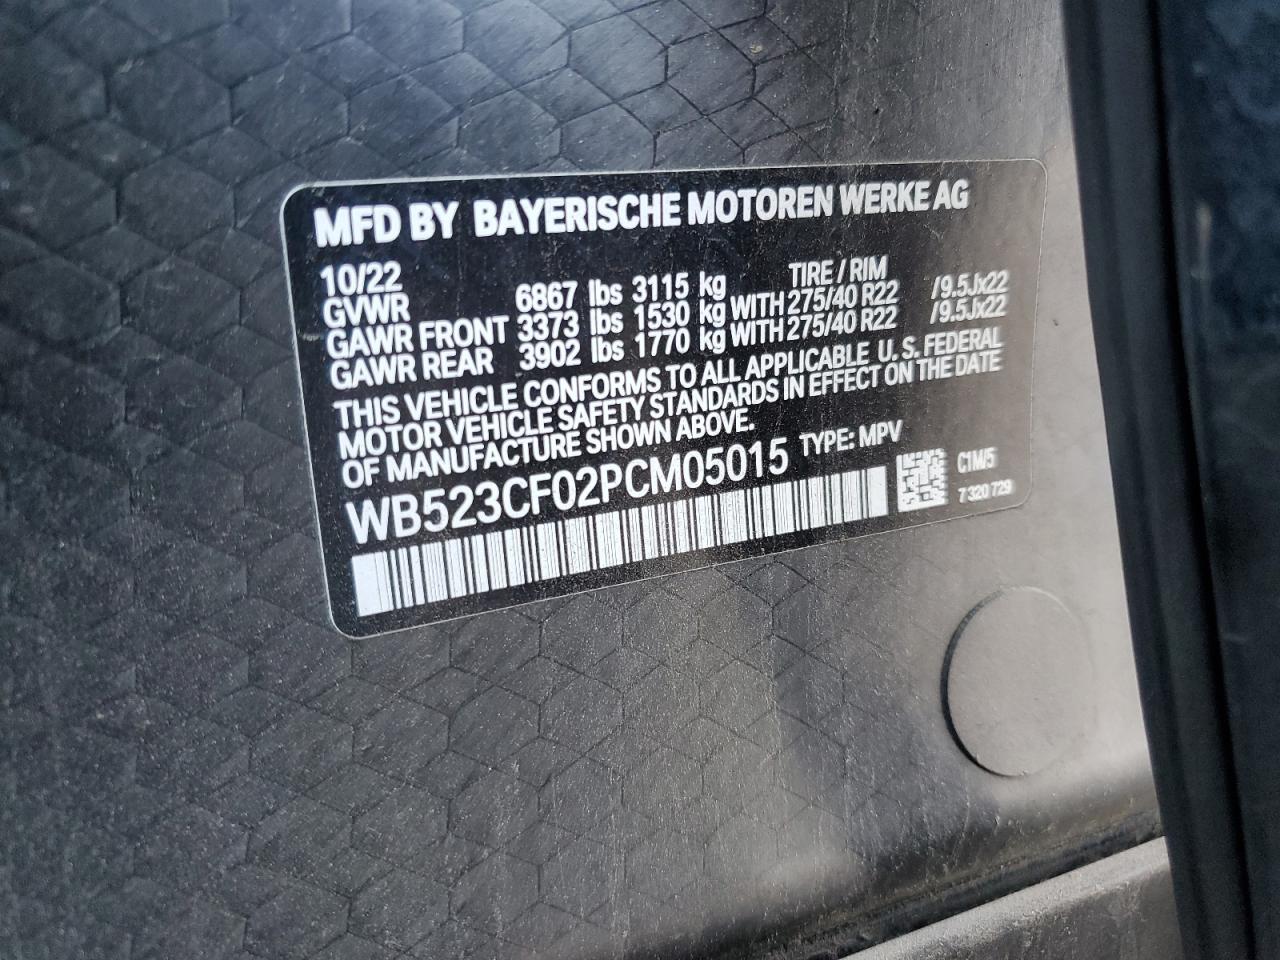 MFD BY BAYERISCHE MOTOREN WERKE AG
10/22 TIRE / RIM
GVWR 6867 lbs 3115 kg
GAWR FRONT 3373 lbs 1530 kg WITH 275/40 R22 /9.5Jx22
GAWR REAR 3902 lbs 1770 kg WITH 275/40 R22 /9.5Jx22
THIS VEHICLE CONFORMS TO ALL APPLICABLE U. S. FEDERAL
MOTOR VEHICLE SAFETY STANDARDS IN EFFECT ON THE DATE
OF MANUFACTURE SHOWN ABOVE.
WB523CF02PCM05015 TYPE: MPV
C1M/5
7 320 729